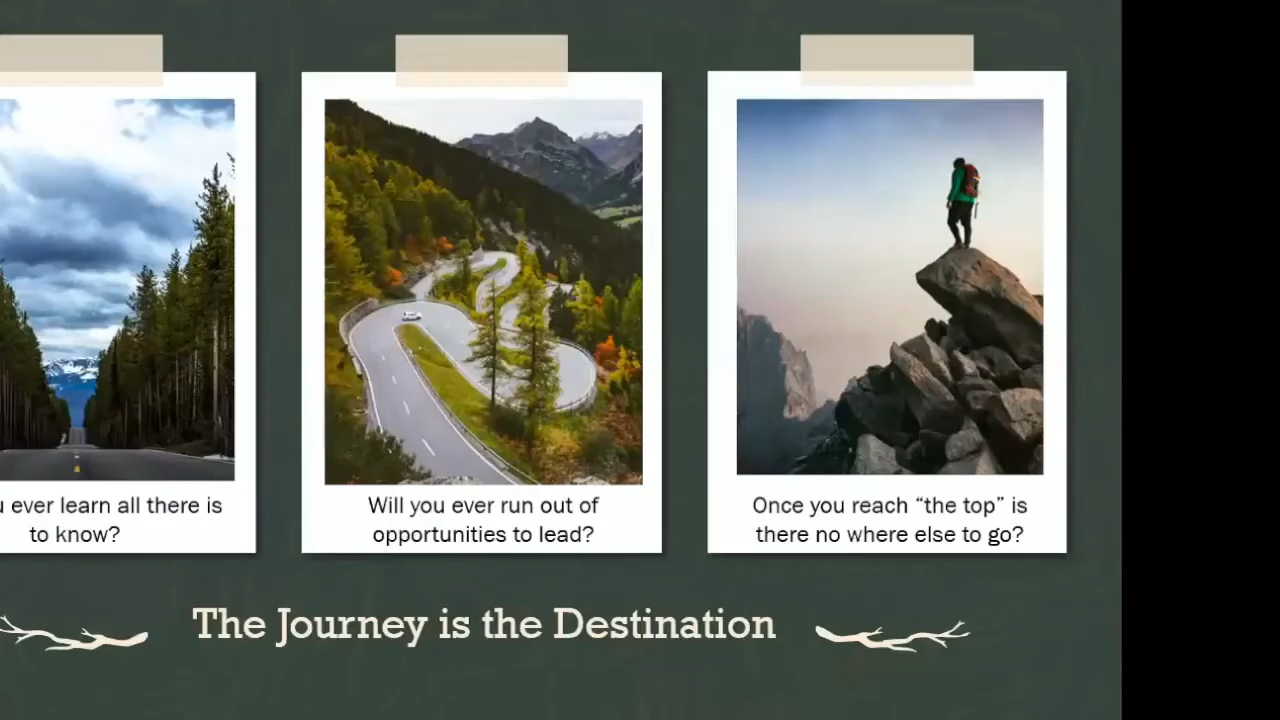 ever learn all there is
to know?
Will you ever run out of
opportunities to lead?
Once you reach “the top” is
there no where else to go?
The Journey is the Destination